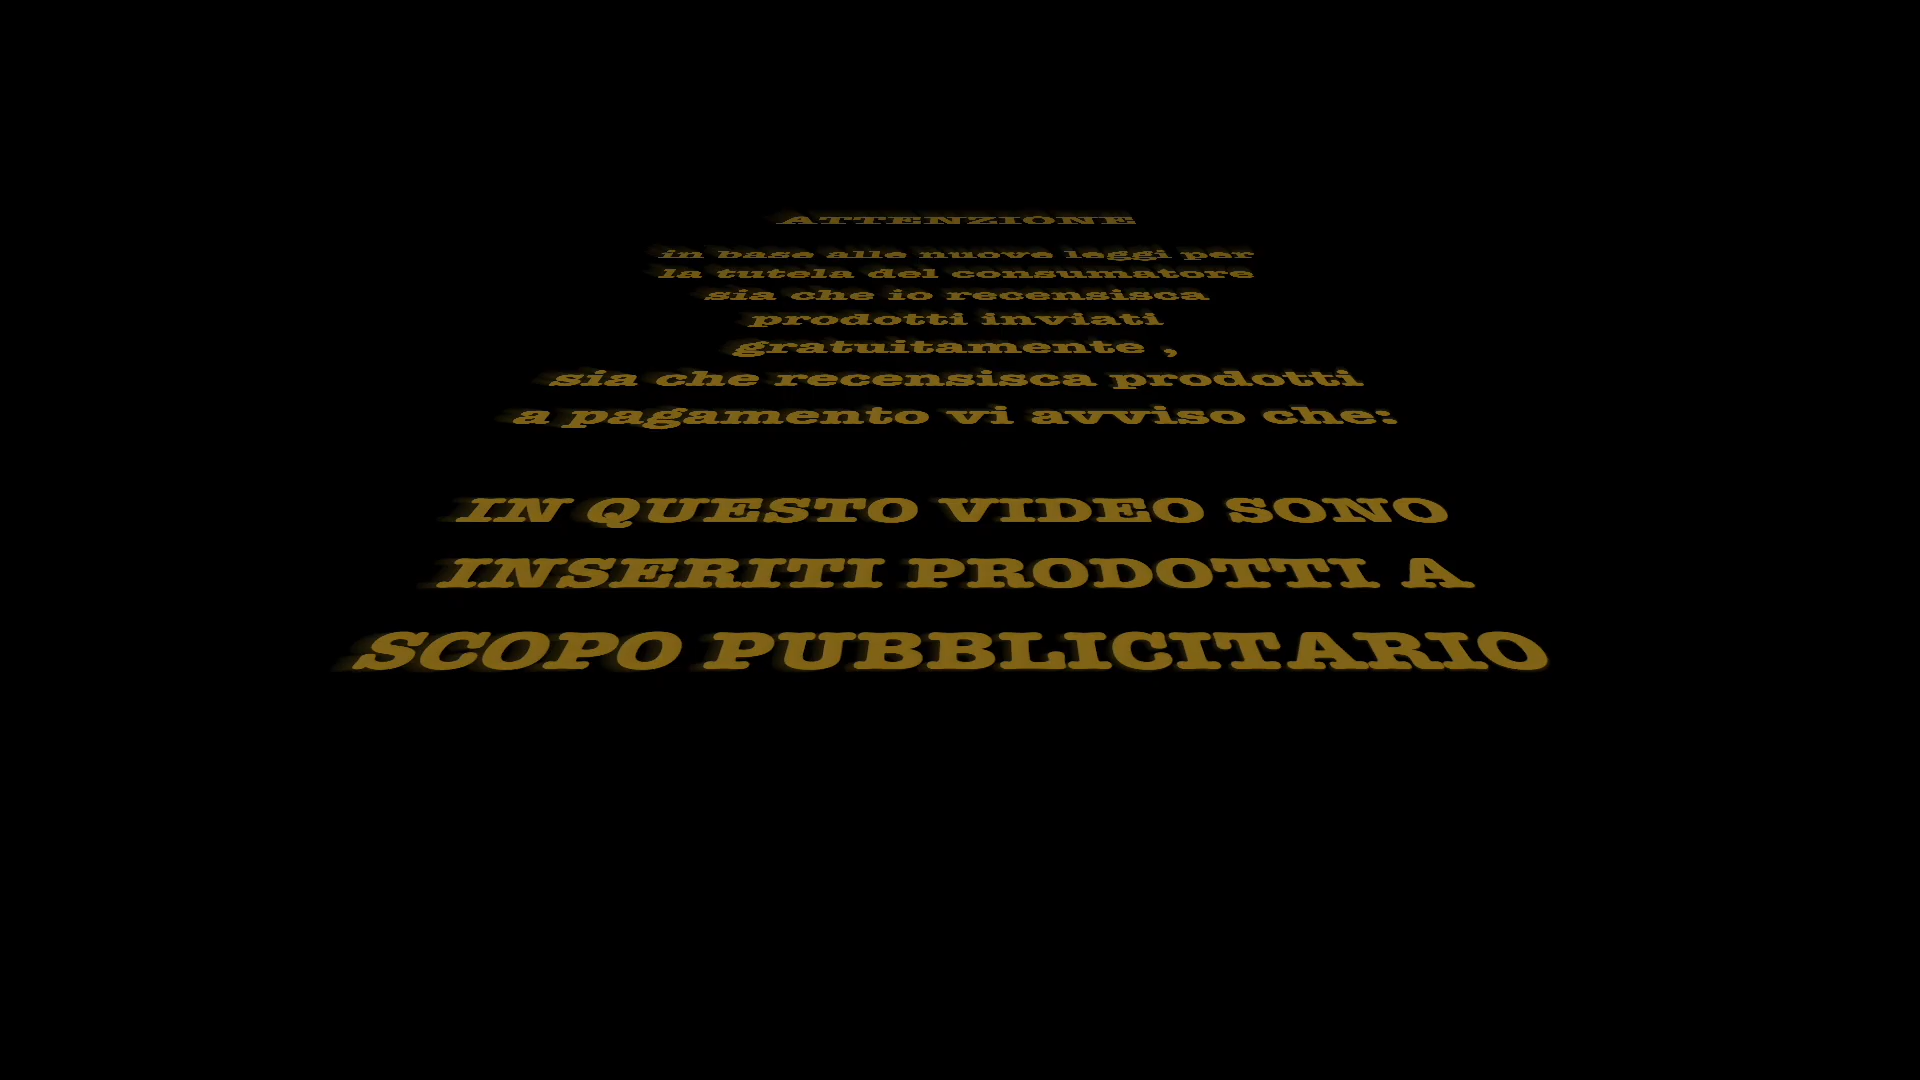 ATTENZIONE
in base alle nuove leggi per
la tutela del consumatore
sia che io recensisca
prodotti inviati
gratuitamente ,
sia che recensisca prodotti
a pagamento vi avviso che:
IN QUESTO VIDEO SONO
INSERITI PRODOTTI A
SCOPO PUBBLICITARIO